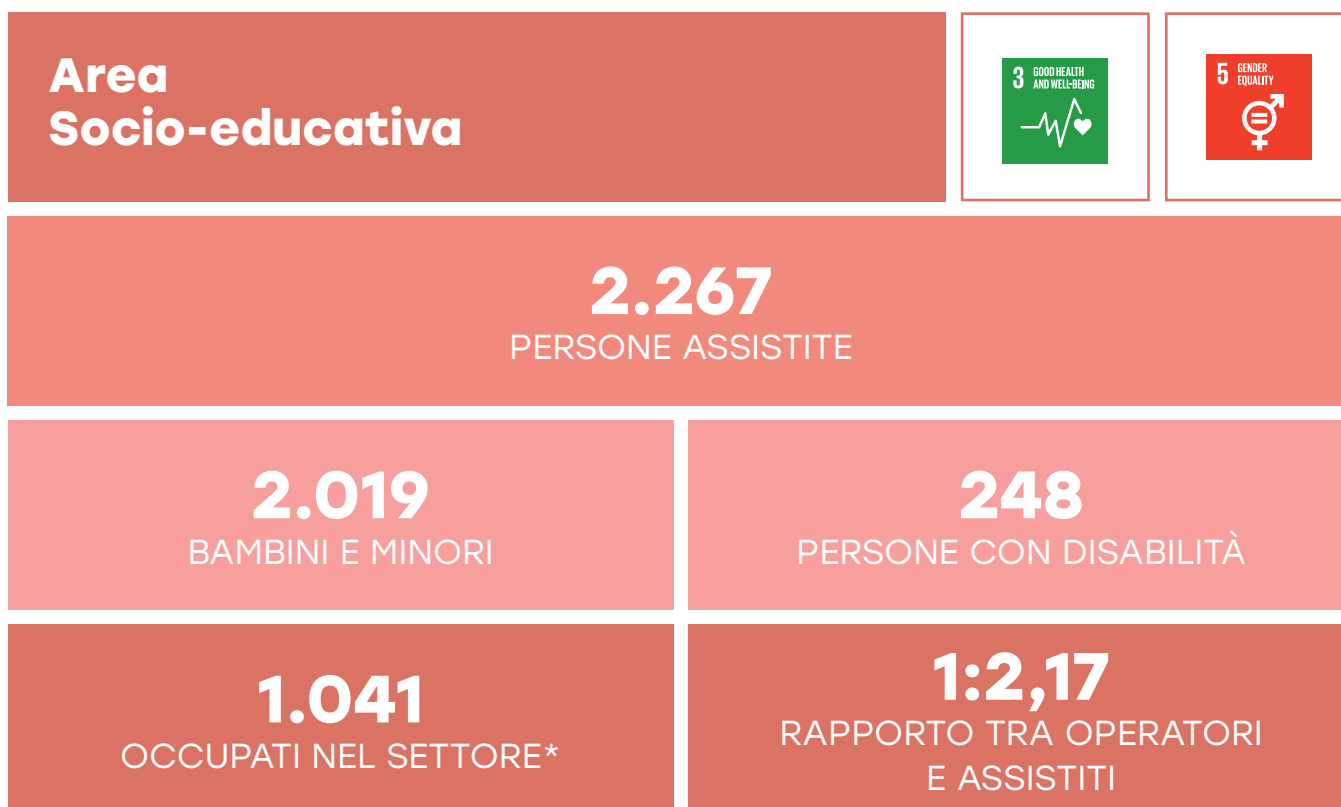 Area
Socio-educativa
3 GOOD HEALTH
AND WELL-BEING
5 GENDER
EQUALITY
2.267
PERSONE ASSISTITE
2.019
BAMBINI E MINORI
248
PERSONE CON DISABILITÀ
1.041
OCCUPATI NEL SETTORE*
1:2,17
RAPPORTO TRA OPERATORI
E ASSISTITI